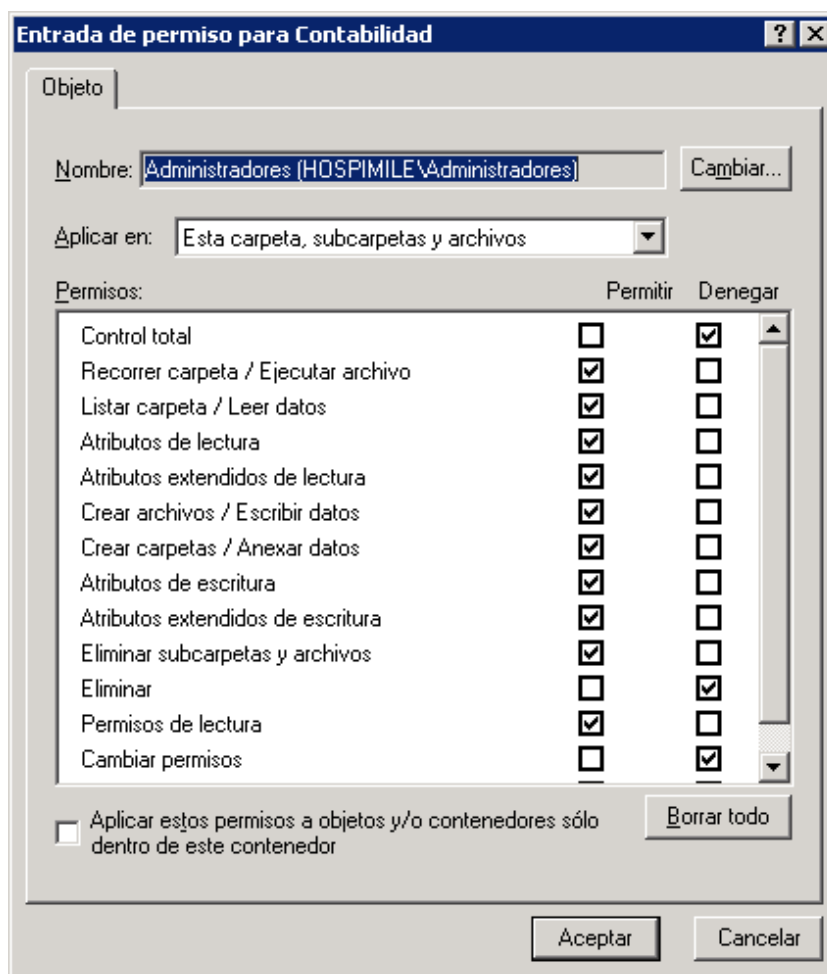 Entrada de permiso para Contabilidad
Objeto
Nombre: Administradores (HOSPIMILE\Administradores) Cambiar...
Aplicar en: Esta carpeta, subcarpetas y archivos
Permisos: Permitir Denegar
Control total
Recorrer carpeta / Ejecutar archivo
Listar carpeta / Leer datos
Atributos de lectura
Atributos extendidos de lectura
Crear archivos / Escribir datos
Crear carpetas / Anexar datos
Atributos de escritura
Atributos extendidos de escritura
Eliminar subcarpetas y archivos
Eliminar
Permisos de lectura
Cambiar permisos
Aplicar estos permisos a objetos y/o contenedores sólo
dentro de este contenedor
Borrar todo
Aceptar Cancelar